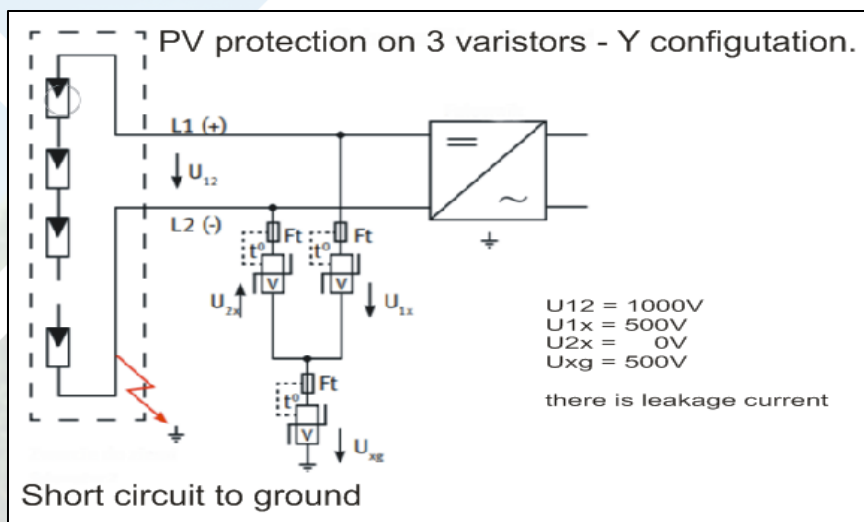 PV protection on 3 varistors - Y configutation.
L1 (+)
U12
L2 (-)
Ft
Ft
t°
t°
V
V
U2x
U1x
U12 = 1000V
U1x = 500V
U2x = 0V
Uxg = 500V
Ft
t°
there is leakage current
V
Uxg
Short circuit to ground